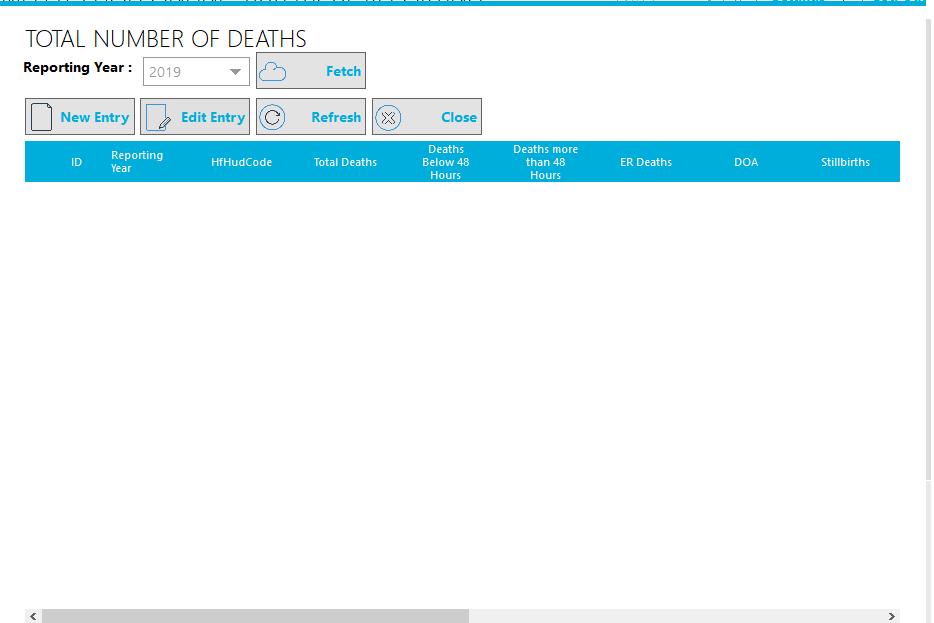 TOTAL NUMBER OF DEATHS
Reporting Year :
2019
Fetch
New Entry
Edit Entry
Refresh
Close
ID
Reporting
Year
HfHudCode
Total Deaths
Deaths
Below 48
Hours
Deaths more
than 48
Hours
ER Deaths
DOA
Stillbirths